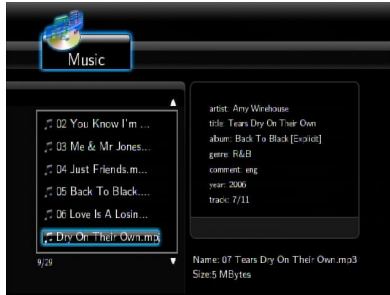 Music
02 You Know I'm ...
03 Me & Mr Jones...
04 Just Friends.m...
05 Back To Black....
06 Love Is A Losin...
Dry On Their Own.mp
9/29
artist: Amy Winehouse
title: Tears Dry On Their Own
album: Back To Black [Explicit]
genre: R&B
comment: eng
year: 2006
track: 7/11
Name: 07 Tears Dry On Their Own.mp3
Size:5 MBytes